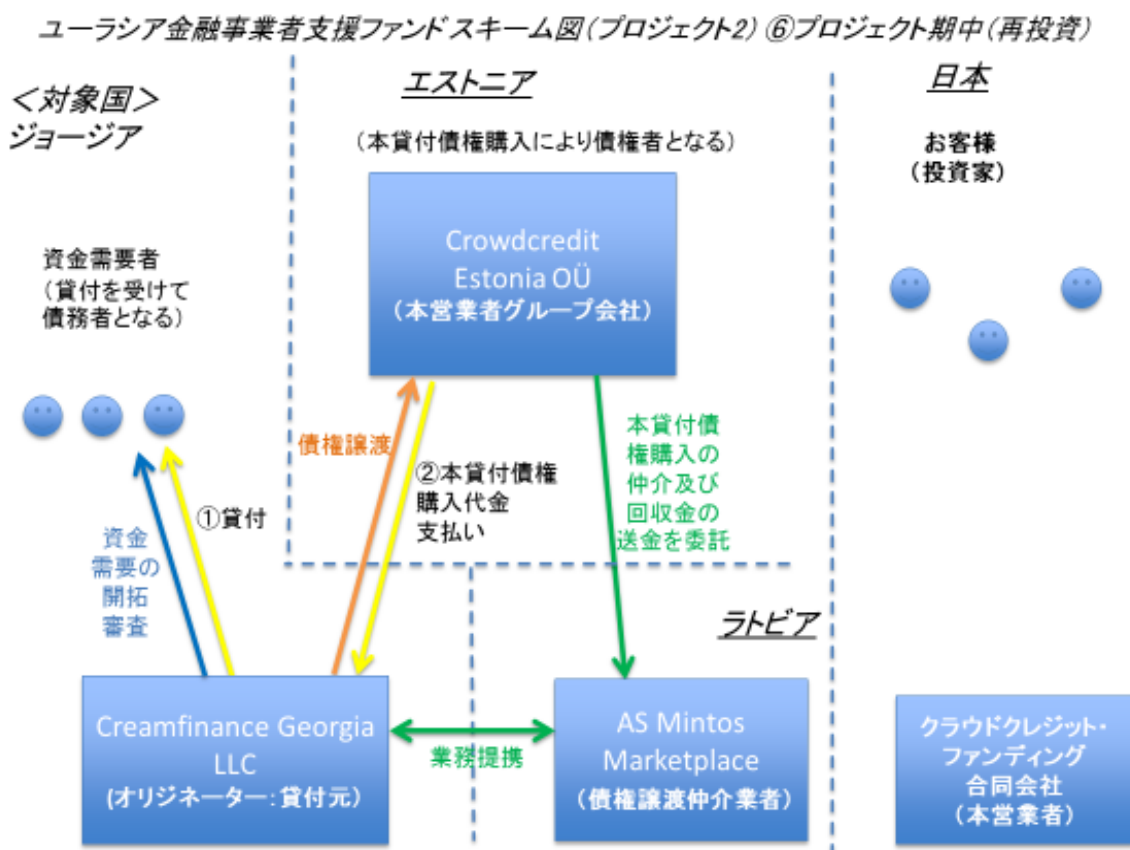 ユーラシア金融事業者支援ファンドスキーム図(プロジェクト2) ⑥プロジェクト期中(再投資)
＜対象国＞
ジョージア
エストニア
日本
（本貸付債権購入により債権者となる）
お客様
（投資家）
Crowdcredit
Estonia OÜ
（本営業者グループ会社）
資金需要者
（貸付を受けて
債務者となる）
債権譲渡
②本貸付債権
購入代金
支払い
本貸付債
権購入の
仲介及び
回収金の
送金を委託
①貸付
資金
需要の
開拓
審査
ラトビア
Creamfinance Georgia
LLC
(オリジネーター：貸付元)
業務提携
AS Mintos
Marketplace
（債権譲渡仲介業者）
クラウドクレジット・
ファンディング
合同会社
（本営業者）